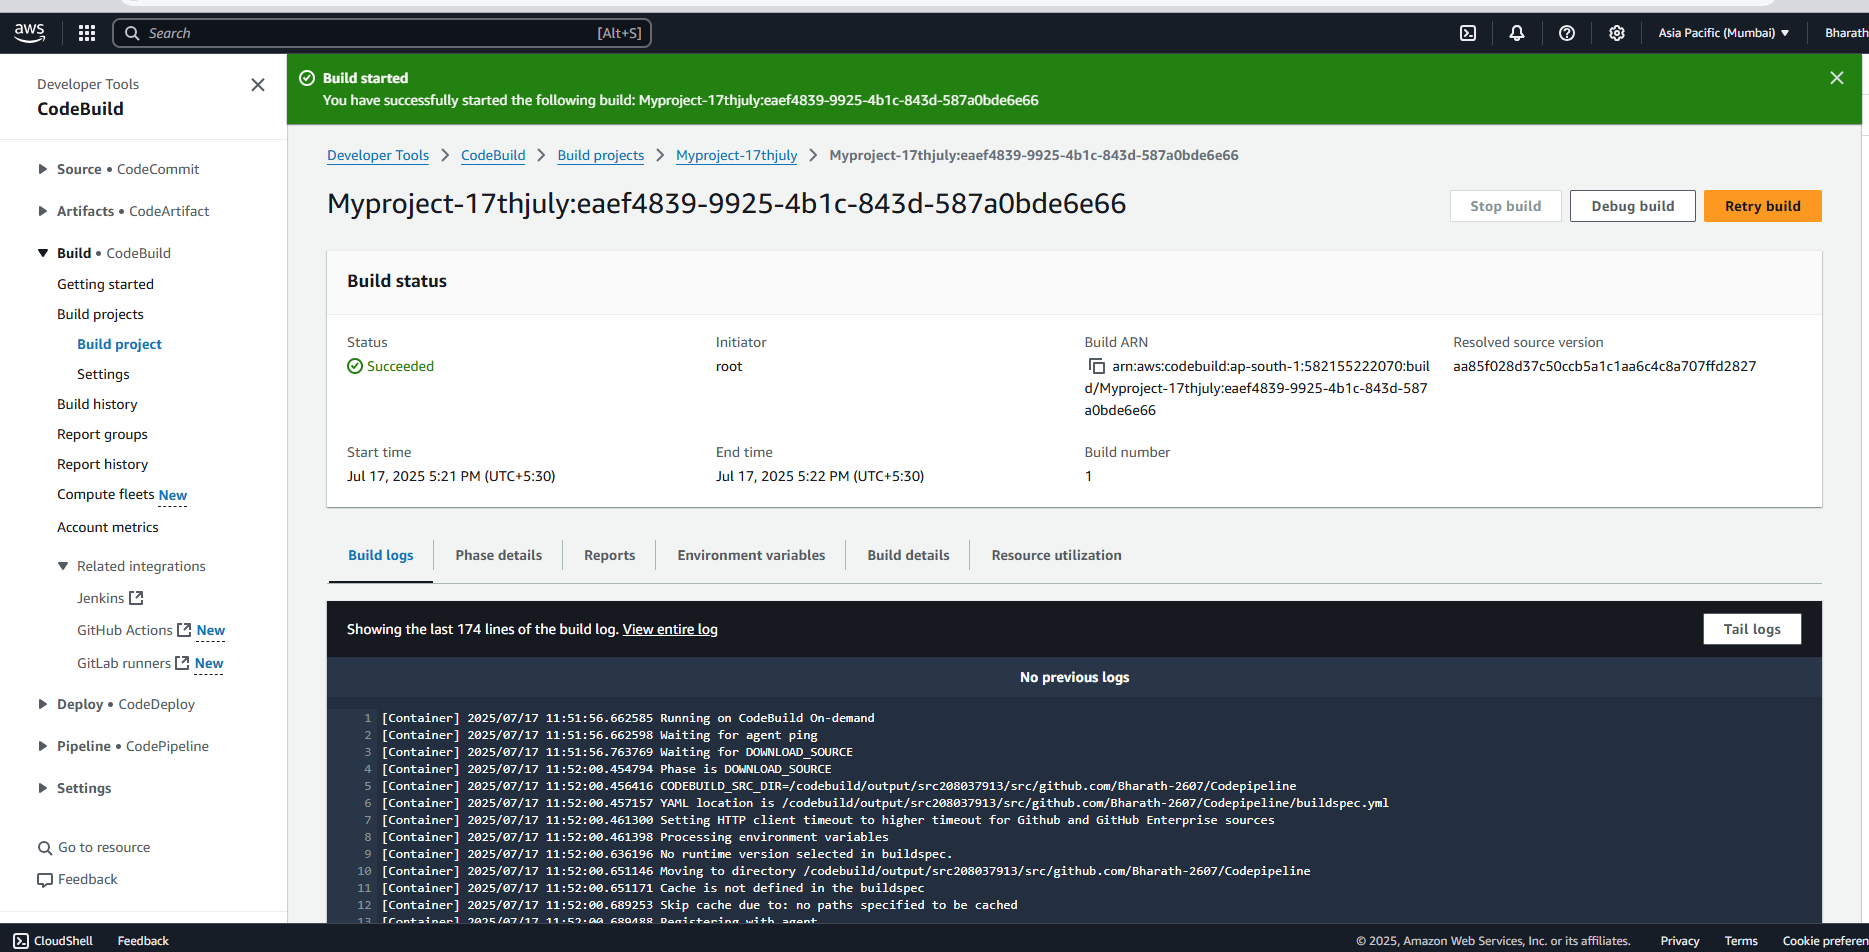 aws
Search
[Alt+S]
Asia Pacific (Mumbai)
Bharath
Developer Tools
CodeBuild
Source • CodeCommit
Artifacts • CodeArtifact
Build • CodeBuild
Getting started
Build projects
Build project
Settings
Build history
Report groups
Report history
Compute fleets New
Account metrics
Related integrations
Jenkins
GitHub Actions New
GitLab runners New
Deploy • CodeDeploy
Pipeline • CodePipeline
Settings
Go to resource
Feedback
Build started
You have successfully started the following build: Myproject-17thjuly:eaef4839-9925-4b1c-843d-587a0bde6e66
Developer Tools > CodeBuild > Build projects > Myproject-17thjuly > Myproject-17thjuly:eaef4839-9925-4b1c-843d-587a0bde6e66
Myproject-17thjuly:eaef4839-9925-4b1c-843d-587a0bde6e66
Stop build
Debug build
Retry build
Build status
Status
Succeeded
Initiator
root
Build ARN
arn:aws:codebuild:ap-south-1:582155222070:buil
d/Myproject-17thjuly:eaef4839-9925-4b1c-843d-587
a0bde6e66
Resolved source version
aa85f028d37c50ccb5a1c1aa6c4c8a707ffd2827
Start time
Jul 17, 2025 5:21 PM (UTC+5:30)
End time
Jul 17, 2025 5:22 PM (UTC+5:30)
Build number
1
Build logs
Phase details
Reports
Environment variables
Build details
Resource utilization
Showing the last 174 lines of the build log. View entire log
Tail logs
No previous logs
1 [Container] 2025/07/17 11:51:56.662585 Running on CodeBuild On-demand
2 [Container] 2025/07/17 11:51:56.662598 Waiting for agent ping
3 [Container] 2025/07/17 11:51:56.763769 Waiting for DOWNLOAD_SOURCE
4 [Container] 2025/07/17 11:52:00.454794 Phase is DOWNLOAD_SOURCE
5 [Container] 2025/07/17 11:52:00.456416 CODEBUILD_SRC_DIR=/codebuild/output/src208037913/src/github.com/Bharath-2607/Codepipeline
6 [Container] 2025/07/17 11:52:00.457157 YAML location is /codebuild/output/src208037913/src/github.com/Bharath-2607/Codepipeline/buildspec.yml
7 [Container] 2025/07/17 11:52:00.461300 Setting HTTP client timeout to higher timeout for Github and GitHub Enterprise sources
8 [Container] 2025/07/17 11:52:00.461398 Processing environment variables
9 [Container] 2025/07/17 11:52:00.636196 No runtime version selected in buildspec.
10 [Container] 2025/07/17 11:52:00.651146 Moving to directory /codebuild/output/src208037913/src/github.com/Bharath-2607/Codepipeline
11 [Container] 2025/07/17 11:52:00.651171 Cache is not defined in the buildspec
12 [Container] 2025/07/17 11:52:00.689253 Skip cache due to: no paths specified to be cached
13 [Container] 2025/07/17 11:52:00.689488 Registering with agent
CloudShell
Feedback
© 2025, Amazon Web Services, Inc. or its affiliates.
Privacy
Terms
Cookie preferen